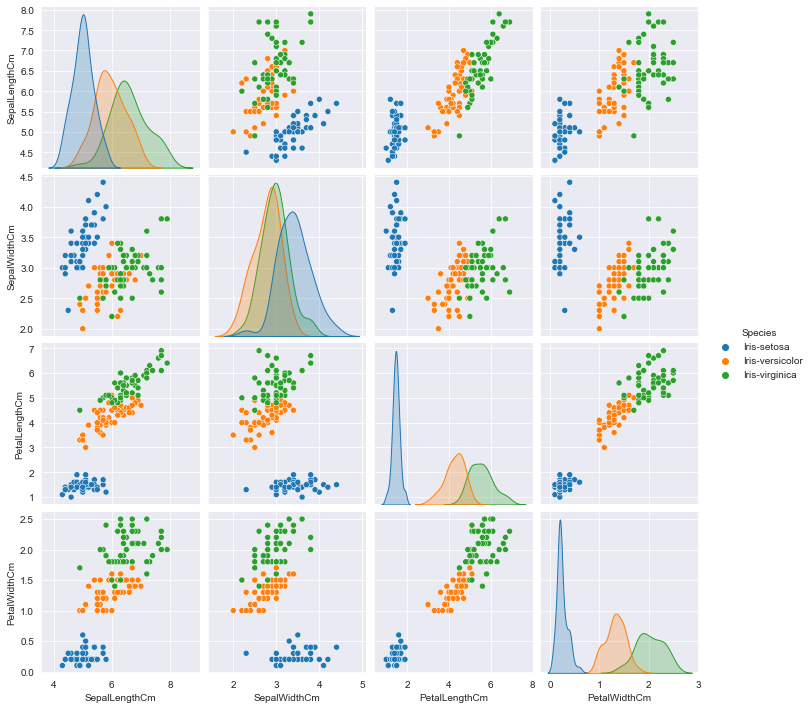 8.0
7.5
7.0
6.5
6.0
5.5
5.0
4.5
SepalLengthCm
4.5
4.0
3.5
3.0
2.5
2.0
SepalWidthCm
Species
Iris-setosa
Iris-versicolor
Iris-virginica
7
6
5
4
3
2
1
PetalLengthCm
2.5
2.0
1.5
1.0
0.5
0.0
PetalWidthCm
4 6 8
2 3 4 5
2 4 6 8
0 1 2 3
SepalLengthCm
SepalWidthCm
PetalLengthCm
PetalWidthCm